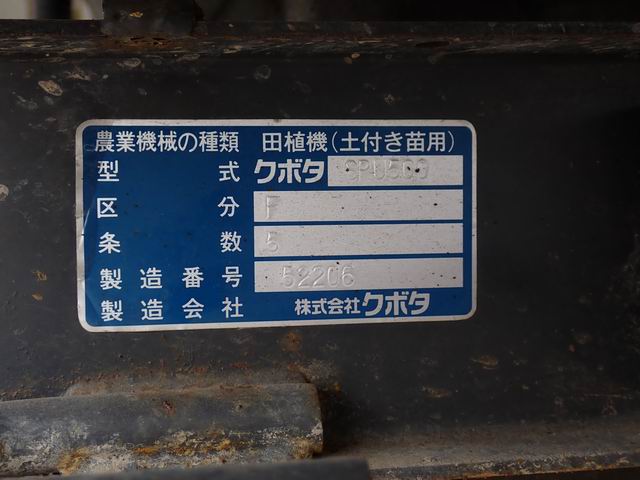 農業機械の種類 田植機(土付き苗用)
型式 クボタ SPU500
区分 F
条数 5
製造番号 52206
製造会社 株式会社クボタ